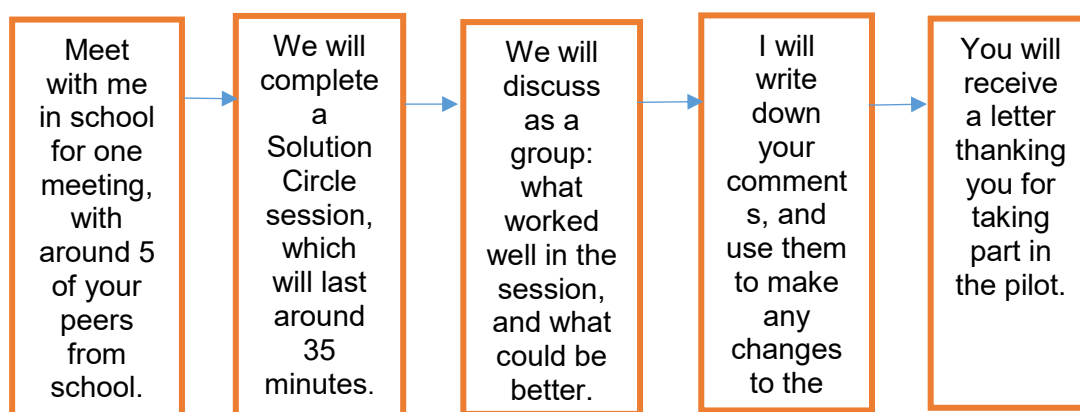 Meet
with me
in school
for one
meeting,
with
around 5
of your
peers
from
school.
We will
complete
a
Solution
Circle
session,
which
will last
around
35
minutes.
We will
discuss
as a
group:
what
worked
well in the
session,
and what
could be
better.
I will
write
down
your
comment
s, and
use them
to make
any
changes
to the
You will
receive
a letter
thanking
you for
taking
part in
the pilot.